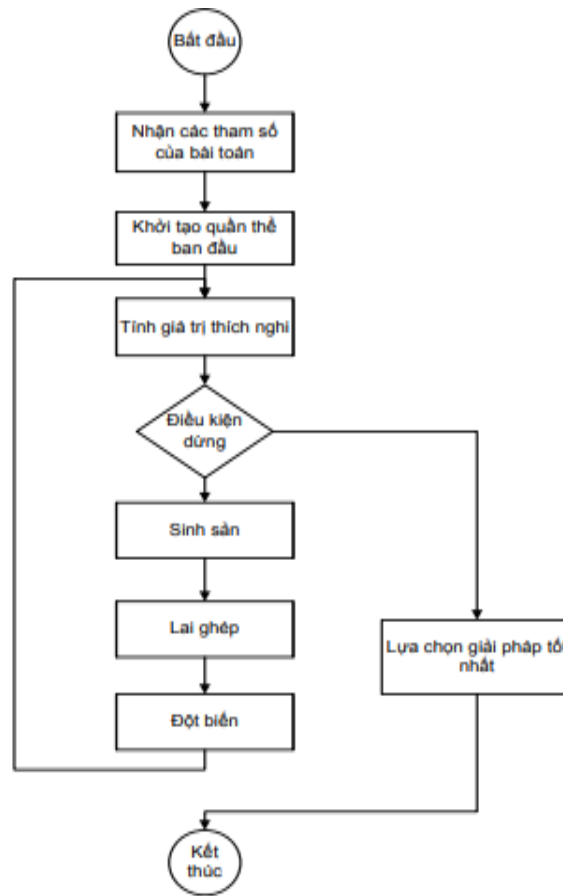 Bắt đầu
Nhận các tham số
của bài toán
Khởi tạo quần thể
ban đầu
Tính giá trị thích nghi
Điều kiện
dừng
Sinh sản
Lai ghép
Lựa chọn giải pháp tố
nhất
Đột biến
Kết
thúc